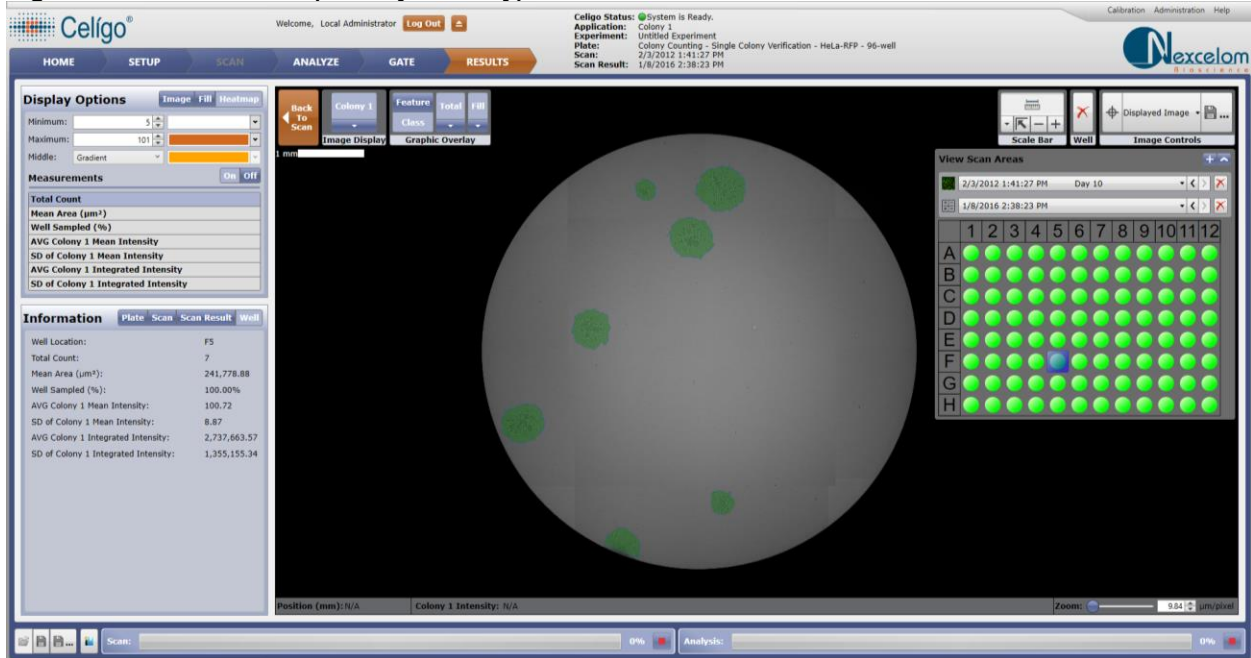 Calibration Administration Help
Celígo®
Welcome, Local Administrator Log Out
Celigo Status: System is Ready.
Application: Colony 1
Experiment: Untitled Experiment
Plate: Colony Counting - Single Colony Verification - HeLa-RFP - 96-well
Scan: 2/3/2012 1:41:27 PM
Scan Result: 1/8/2016 2:38:23 PM
Nexcelom
Bioscience
HOME SETUP SCAN ANALYZE GATE RESULTS
Display Options Image Fill Heatmap
Minimum: 5
Maximum: 101
Middle: Gradient
Measurements On Off
Total Count
Mean Area (µm²)
Well Sampled (%)
AVG Colony 1 Mean Intensity
SD of Colony 1 Mean Intensity
AVG Colony 1 Integrated Intensity
SD of Colony 1 Integrated Intensity
Information Plate Scan Scan Result Well
Well Location: F5
Total Count: 7
Mean Area (µm²): 241,778.88
Well Sampled (%): 100.00%
AVG Colony 1 Mean Intensity: 100.72
SD of Colony 1 Mean Intensity: 8.87
AVG Colony 1 Integrated Intensity: 2,737,663.57
SD of Colony 1 Integrated Intensity: 1,355,155.34
Back To Scan
Colony 1
Image Display
Feature Total Fill
Class
Graphic Overlay
1 mm
Scale Bar
Well
Displayed Image ...
Image Controls
View Scan Areas
2/3/2012 1:41:27 PM Day 10
1/8/2016 2:38:23 PM
1 2 3 4 5 6 7 8 9 10 11 12
A
B
C
D
E
F
G
H
Position (mm): N/A Colony 1 Intensity: N/A Zoom: 9.84 µm/pixel
Scan: 0% Analysis: 0%